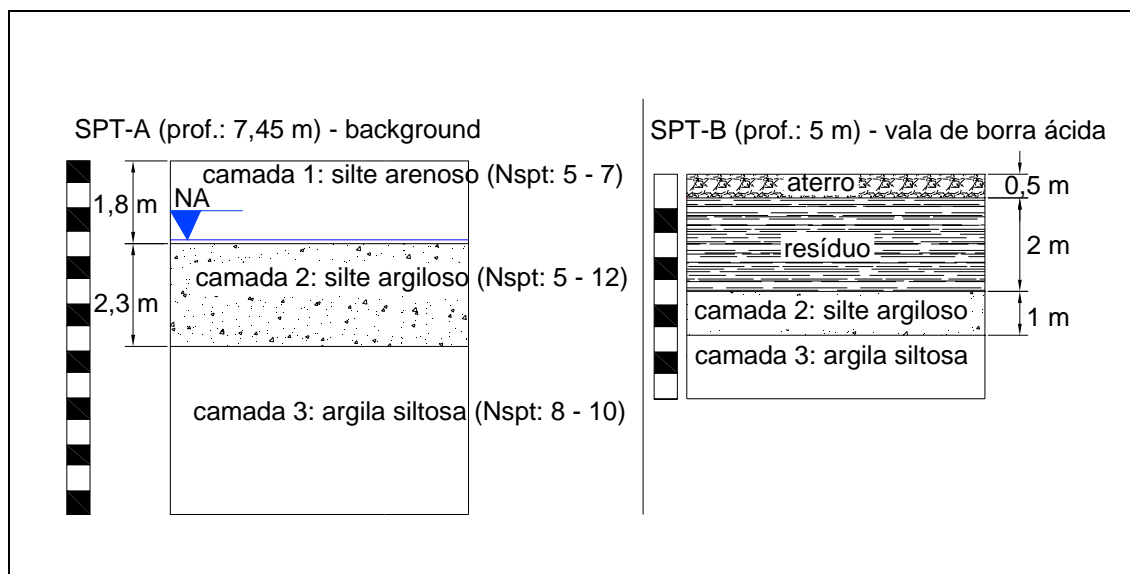 SPT-A (prof.: 7,45 m) - background
camada 1: silte arenoso (Nspt: 5 - 7)
1,8 m
NA
camada 2: silte argiloso (Nspt: 5 - 12)
2,3 m
camada 3: argila siltosa (Nspt: 8 - 10)
SPT-B (prof.: 5 m) - vala de borra ácida
aterro
0,5 m
resíduo
2 m
camada 2: silte argiloso
1 m
camada 3: argila siltosa